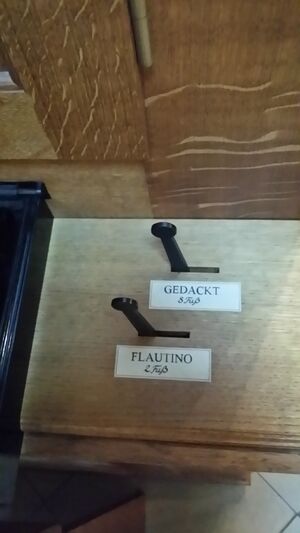 GEDACKT
8 Fuß
FLAUTINO
2 Fuß